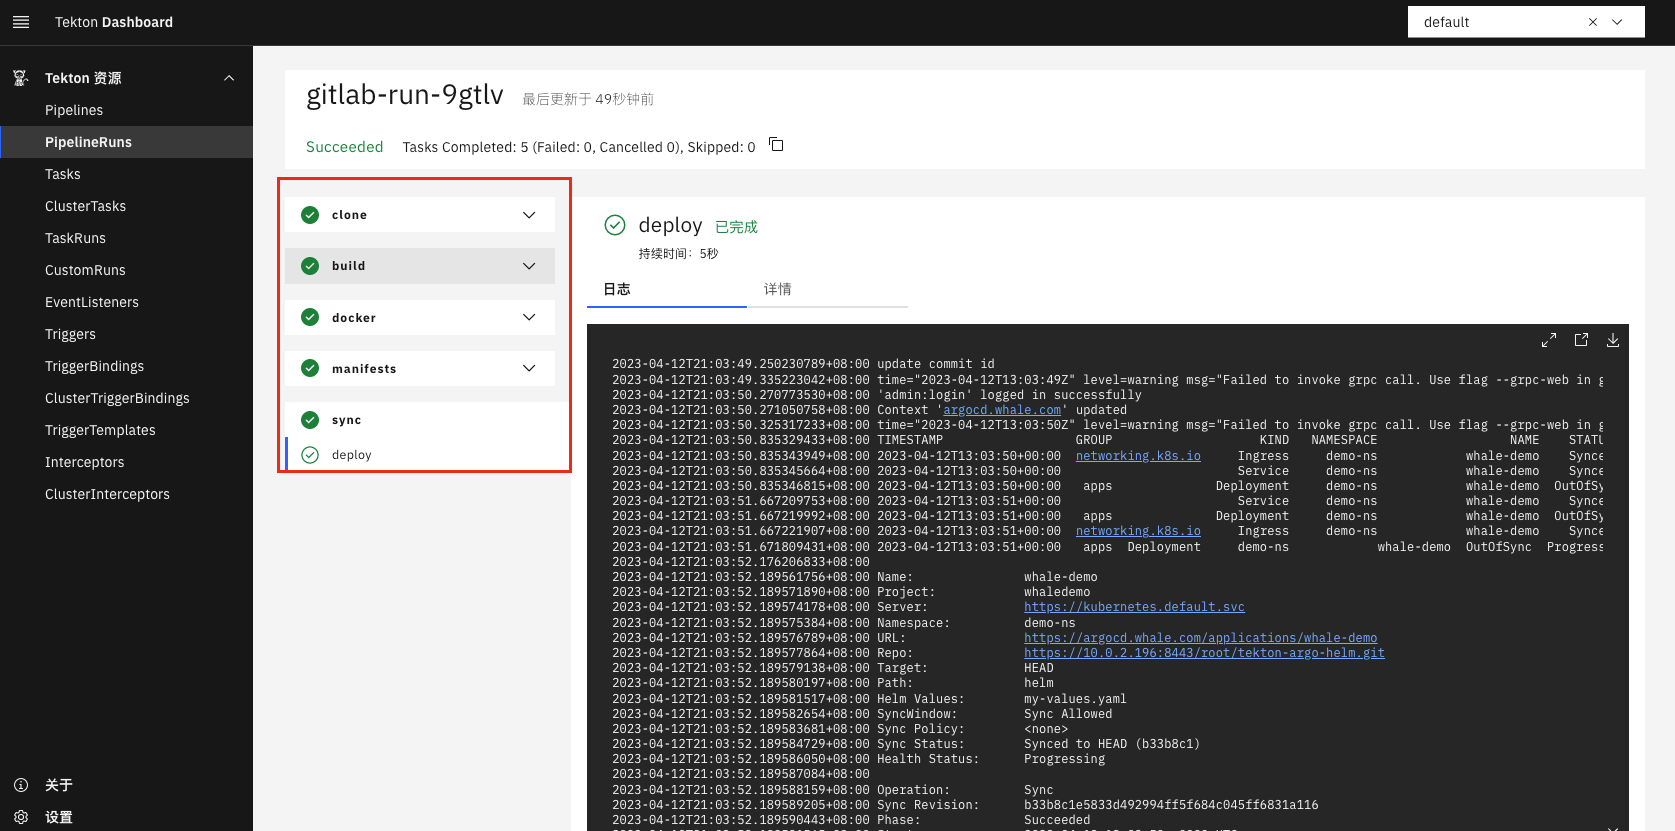 Tekton Dashboard
default
Tekton 资源
Pipelines
PipelineRuns
Tasks
ClusterTasks
TaskRuns
CustomRuns
EventListeners
Triggers
TriggerBindings
ClusterTriggerBindings
TriggerTemplates
Interceptors
ClusterInterceptors
关于
设置
gitlab-run-9gtlv 最后更新于 49秒钟前
Succeeded Tasks Completed: 5 (Failed: 0, Cancelled 0), Skipped: 0
clone
build
docker
manifests
sync
deploy
deploy 已完成
持续时间: 5秒
日志 详情
2023-04-12T21:03:49.250230789+08:00 update commit id
2023-04-12T21:03:49.335223042+08:00 time="2023-04-12T13:03:49Z" level=warning msg="Failed to invoke grpc call. Use flag --grpc-web in g
2023-04-12T21:03:50.270773530+08:00 'admin:login' logged in successfully
2023-04-12T21:03:50.271050758+08:00 Context 'argocd.whale.com' updated
2023-04-12T21:03:50.325317233+08:00 time="2023-04-12T13:03:50Z" level=warning msg="Failed to invoke grpc call. Use flag --grpc-web in g
2023-04-12T21:03:50.835329433+08:00 TIMESTAMP GROUP KIND NAMESPACE NAME STATU
2023-04-12T21:03:50.835343949+08:00 2023-04-12T13:03:50+00:00 networking.k8s.io Ingress demo-ns whale-demo Synce
2023-04-12T21:03:50.835345664+08:00 2023-04-12T13:03:50+00:00 Service demo-ns whale-demo Synce
2023-04-12T21:03:50.835346815+08:00 2023-04-12T13:03:50+00:00 apps Deployment demo-ns whale-demo OutOfSy
2023-04-12T21:03:51.667209753+08:00 2023-04-12T13:03:51+00:00 Service demo-ns whale-demo Synce
2023-04-12T21:03:51.667219992+08:00 2023-04-12T13:03:51+00:00 apps Deployment demo-ns whale-demo OutOfSy
2023-04-12T21:03:51.667221907+08:00 2023-04-12T13:03:51+00:00 networking.k8s.io Ingress demo-ns whale-demo Synce
2023-04-12T21:03:51.671809431+08:00 2023-04-12T13:03:51+00:00 apps Deployment demo-ns whale-demo OutOfSync Progress
2023-04-12T21:03:52.176206833+08:00
2023-04-12T21:03:52.189561756+08:00 Name: whale-demo
2023-04-12T21:03:52.189571890+08:00 Project: whaledemo
2023-04-12T21:03:52.189574178+08:00 Server: https://kubernetes.default.svc
2023-04-12T21:03:52.189575384+08:00 Namespace: demo-ns
2023-04-12T21:03:52.189576789+08:00 URL: https://argocd.whale.com/applications/whale-demo
2023-04-12T21:03:52.189577864+08:00 Repo: https://10.0.2.196:8443/root/tekton-argo-helm.git
2023-04-12T21:03:52.189579138+08:00 Target: HEAD
2023-04-12T21:03:52.189580197+08:00 Path: helm
2023-04-12T21:03:52.189581517+08:00 Helm Values: my-values.yaml
2023-04-12T21:03:52.189582654+08:00 SyncWindow: Sync Allowed
2023-04-12T21:03:52.189583681+08:00 Sync Policy: <none>
2023-04-12T21:03:52.189584729+08:00 Sync Status: Synced to HEAD (b33b8c1)
2023-04-12T21:03:52.189586050+08:00 Health Status: Progressing
2023-04-12T21:03:52.189587084+08:00
2023-04-12T21:03:52.189588159+08:00 Operation: Sync
2023-04-12T21:03:52.189589205+08:00 Sync Revision: b33b8c1e5833d492994ff5f684c045ff6831a116
2023-04-12T21:03:52.189590443+08:00 Phase: Succeeded